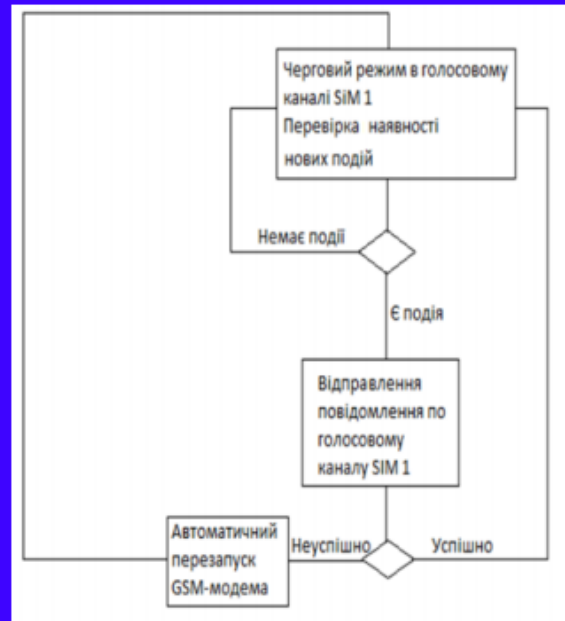 Черговий режим в голосовому
каналі SiM 1
Перевірка наявності
нових подій
Немає події
Є подія
Відправлення
повідомлення по
голосовому
каналу SIM 1
Автоматичний
перезапуск
GSM-модема
Неуспішно
Успішно